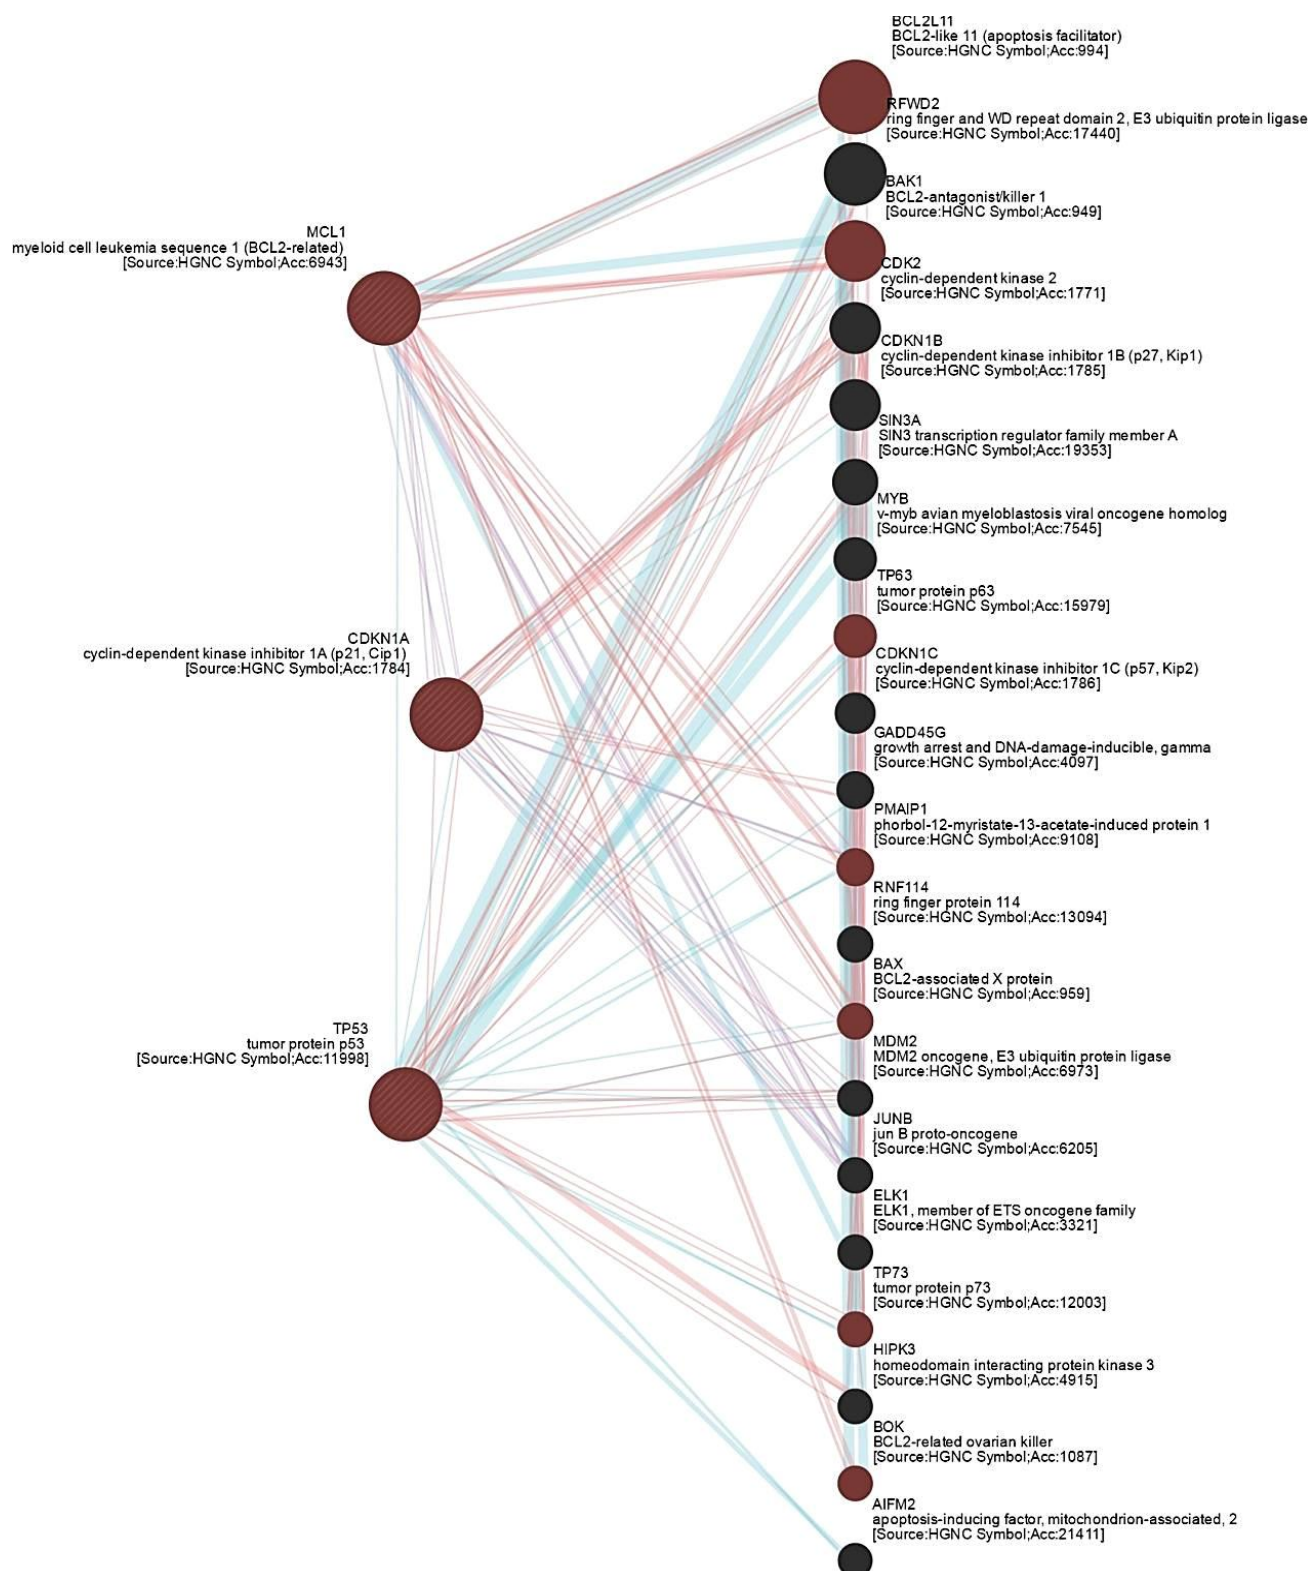 BCL2L11
BCL2-like 11 (apoptosis facilitator)
[Source:HGNC Symbol;Acc:994]
RFWD2
ring finger and WD repeat domain 2, E3 ubiquitin protein ligase
[Source:HGNC Symbol;Acc:17440]
BAK1
BCL2-antagonist/killer 1
[Source:HGNC Symbol;Acc:949]
MCL1
myeloid cell leukemia sequence 1 (BCL2-related)
[Source:HGNC Symbol;Acc:6943]
CDK2
cyclin-dependent kinase 2
[Source:HGNC Symbol;Acc:1771]
CDKN1B
cyclin-dependent kinase inhibitor 1B (p27, Kip1)
[Source:HGNC Symbol;Acc:1785]
SIN3A
SIN3 transcription regulator family member A
[Source:HGNC Symbol;Acc:19353]
MYB
v-myb avian myeloblastosis viral oncogene homolog
[Source:HGNC Symbol;Acc:7545]
TP63
tumor protein p63
[Source:HGNC Symbol;Acc:15979]
CDKN1A
cyclin-dependent kinase inhibitor 1A (p21, Cip1)
[Source:HGNC Symbol;Acc:1784]
CDKN1C
cyclin-dependent kinase inhibitor 1C (p57, Kip2)
[Source:HGNC Symbol;Acc:1786]
GADD45G
growth arrest and DNA-damage-inducible, gamma
[Source:HGNC Symbol;Acc:4097]
PMAIP1
phorbol-12-myristate-13-acetate-induced protein 1
[Source:HGNC Symbol;Acc:9108]
RNF114
ring finger protein 114
[Source:HGNC Symbol;Acc:13094]
BAX
BCL2-associated X protein
[Source:HGNC Symbol;Acc:959]
TP53
tumor protein p53
[Source:HGNC Symbol;Acc:11998]
MDM2
MDM2 oncogene, E3 ubiquitin protein ligase
[Source:HGNC Symbol;Acc:6973]
JUNB
jun B proto-oncogene
[Source:HGNC Symbol;Acc:6205]
ELK1
ELK1, member of ETS oncogene family
[Source:HGNC Symbol;Acc:3321]
TP73
tumor protein p73
[Source:HGNC Symbol;Acc:12003]
HIPK3
homeodomain interacting protein kinase 3
[Source:HGNC Symbol;Acc:4915]
BOK
BCL2-related ovarian killer
[Source:HGNC Symbol;Acc:1087]
AIFM2
apoptosis-inducing factor, mitochondrion-associated, 2
[Source:HGNC Symbol;Acc:21411]